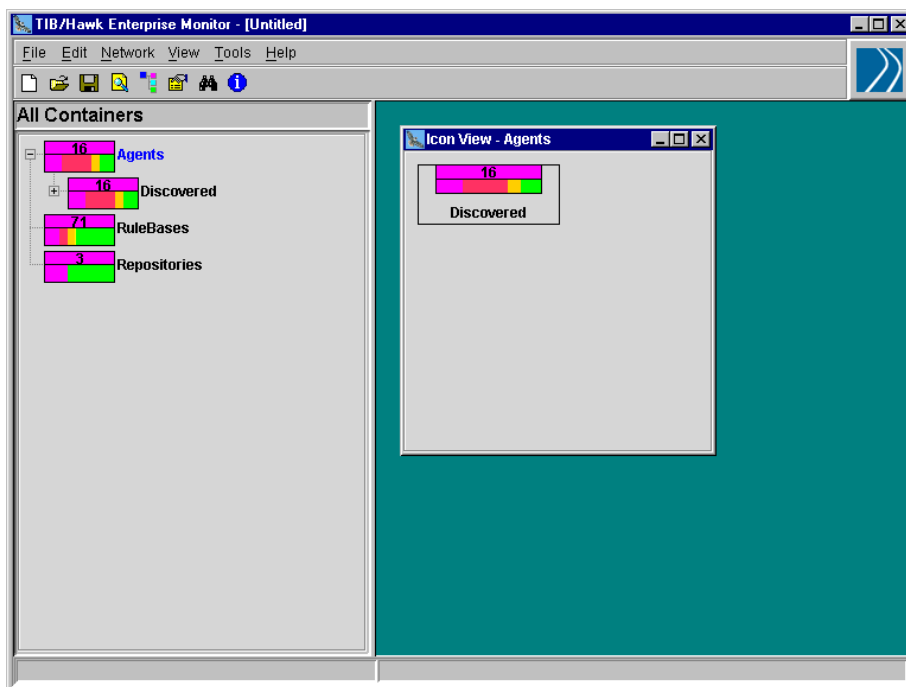 TIB/Hawk Enterprise Monitor - [Untitled]
File Edit Network View Tools Help
All Containers
16
Agents
16
Discovered
71
RuleBases
3
Repositories
Icon View - Agents
16
Discovered